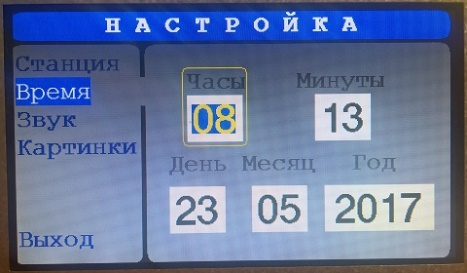 НАСТРОЙКА
Станция
Время
Звук
Картинки
Выход
Часы Минуты
08 13
День Месяц Год
23 05 2017